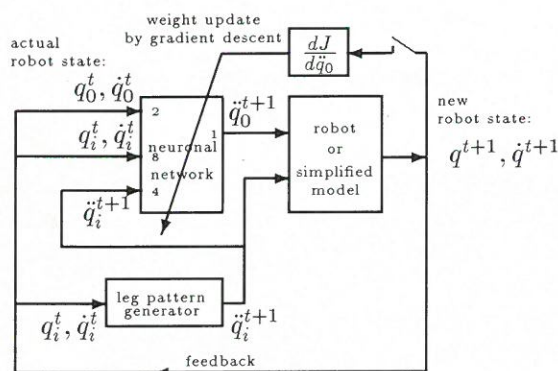 weight update
by gradient descent
dJ
dq̈₀
actual
robot state:
q₀ᵗ, q̇₀ᵗ
qᵢᵗ, q̇ᵢᵗ
q̈ᵢᵗ⁺¹
2
8
4
1
neuronal
network
q̈₀ᵗ⁺¹
robot
or
simplified
model
new
robot state:
qᵗ⁺¹, q̇ᵗ⁺¹
qᵢᵗ, q̇ᵢᵗ
leg pattern
generator
q̈ᵢᵗ⁺¹
feedback